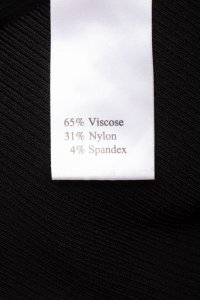 65% Viscose
31% Nylon
4% Spandex